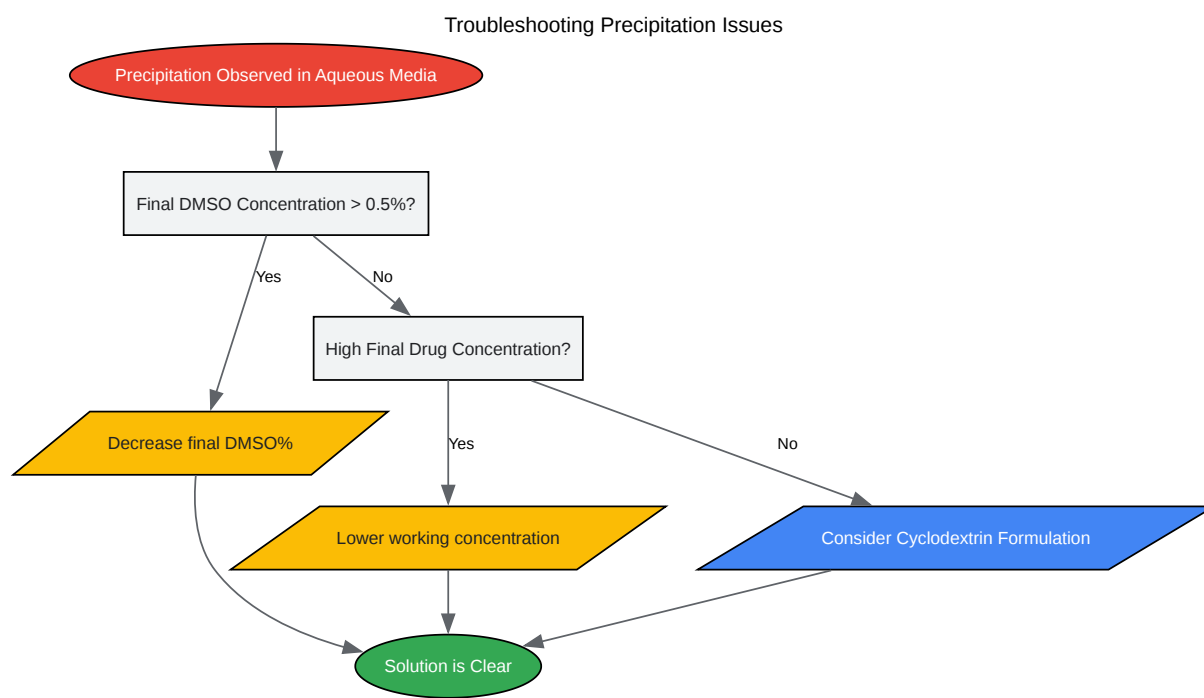 Troubleshooting Precipitation Issues
Precipitation Observed in Aqueous Media
Final DMSO Concentration > 0.5%?
Yes
No
High Final Drug Concentration?
Decrease final DMSO%
Yes
No
Lower working concentration
Consider Cyclodextrin Formulation
Solution is Clear